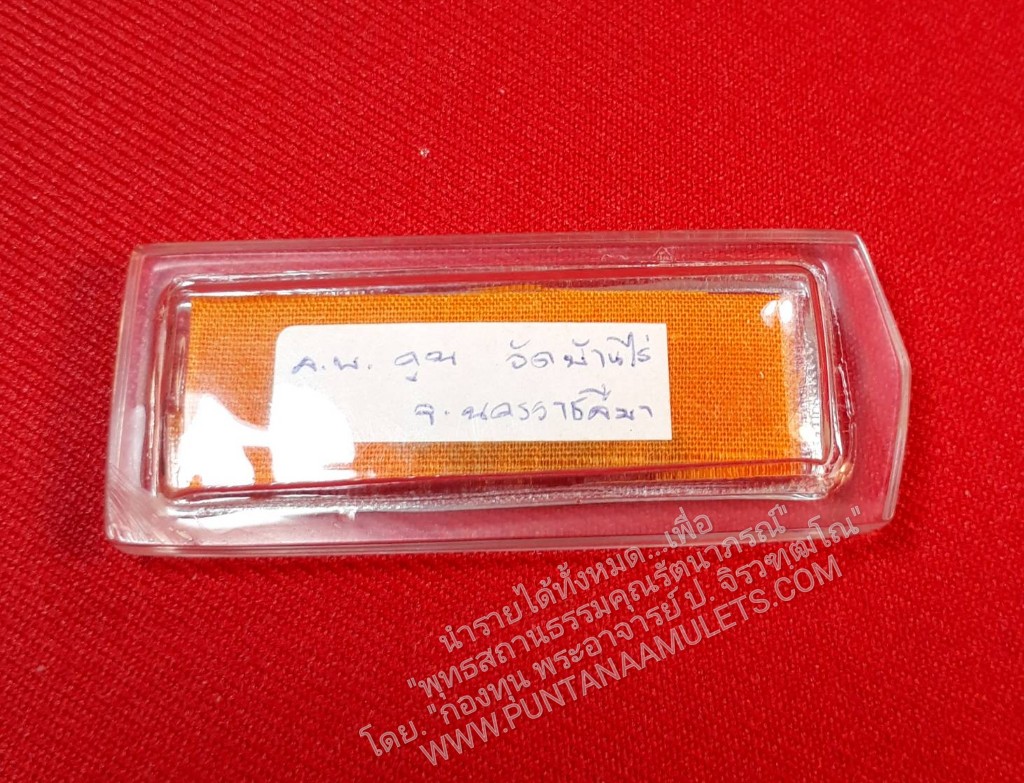 ล.พ. คูณ วัดบ้านไร่
จ. นครราชสีมา
นำรายได้ทั้งหมด...เพื่อ
"พุทธสถานธรรมคุณรัตนาภรณ์"
โดย. "กองทุน พระอาจารย์ ป. จิรวฑฺฒโณ"
WWW.PUNTANAAMULETS.COM